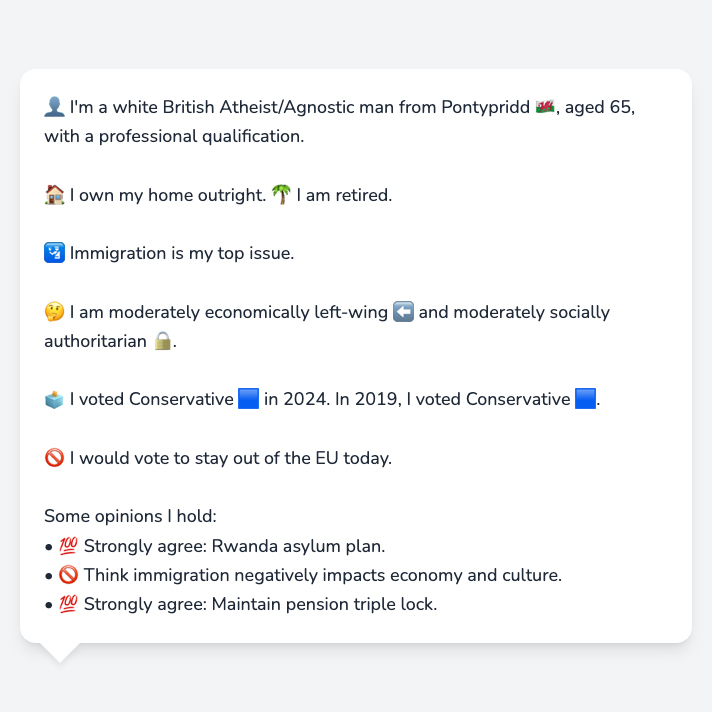 👤 I'm a white British Atheist/Agnostic man from Pontypridd 🏴󠁧󠁢󠁷󠁬󠁳󠁿, aged 65,
with a professional qualification.
🏠 I own my home outright. 🌴 I am retired.
🛂 Immigration is my top issue.
🤔 I am moderately economically left-wing ⬅️ and moderately socially
authoritarian 🔒.
🗳️ I voted Conservative 🟦 in 2024. In 2019, I voted Conservative 🟦.
🚫 I would vote to stay out of the EU today.
Some opinions I hold:
• 💯 Strongly agree: Rwanda asylum plan.
• 🚫 Think immigration negatively impacts economy and culture.
• 💯 Strongly agree: Maintain pension triple lock.